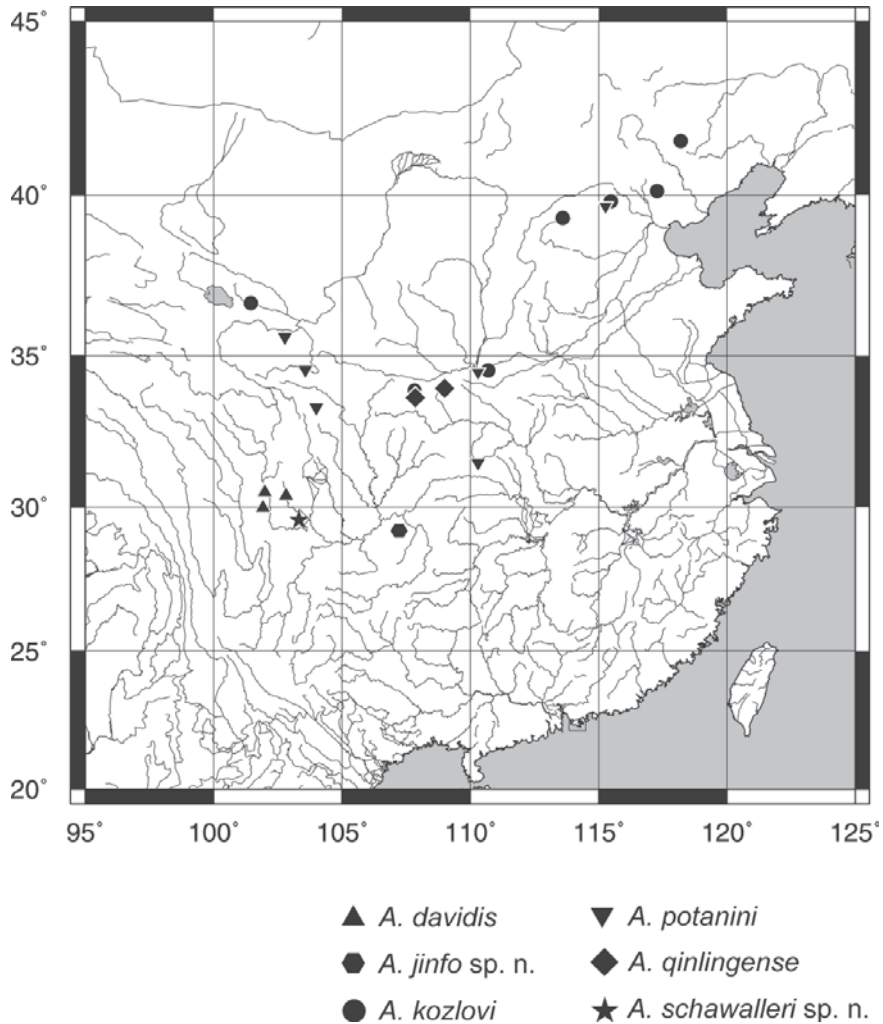 45°
40°
35°
30°
25°
20°
95° 100° 105° 110° 115° 120° 125°
A. davidis A. potanini
A. jinfo sp. n. A. qinlingense
A. kozlovi A. schawalleri sp. n.